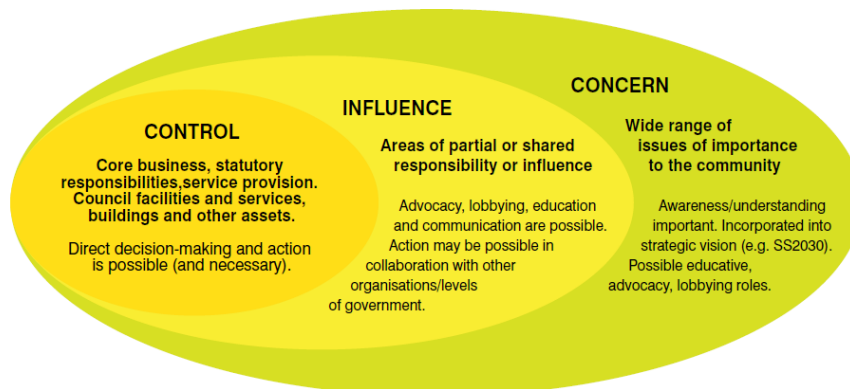 CONTROL
Core business, statutory
responsibilities,service provision.
Council facilities and services,
buildings and other assets.
Direct decision-making and action
is possible (and necessary).
INFLUENCE
Areas of partial or shared
responsibility or influence
Advocacy, lobbying, education
and communication are possible.
Action may be possible in
collaboration with other
organisations/levels
of government.
CONCERN
Wide range of
issues of importance
to the community
Awareness/understanding
important. Incorporated into
strategic vision (e.g. SS2030).
Possible educative,
advocacy, lobbying roles.